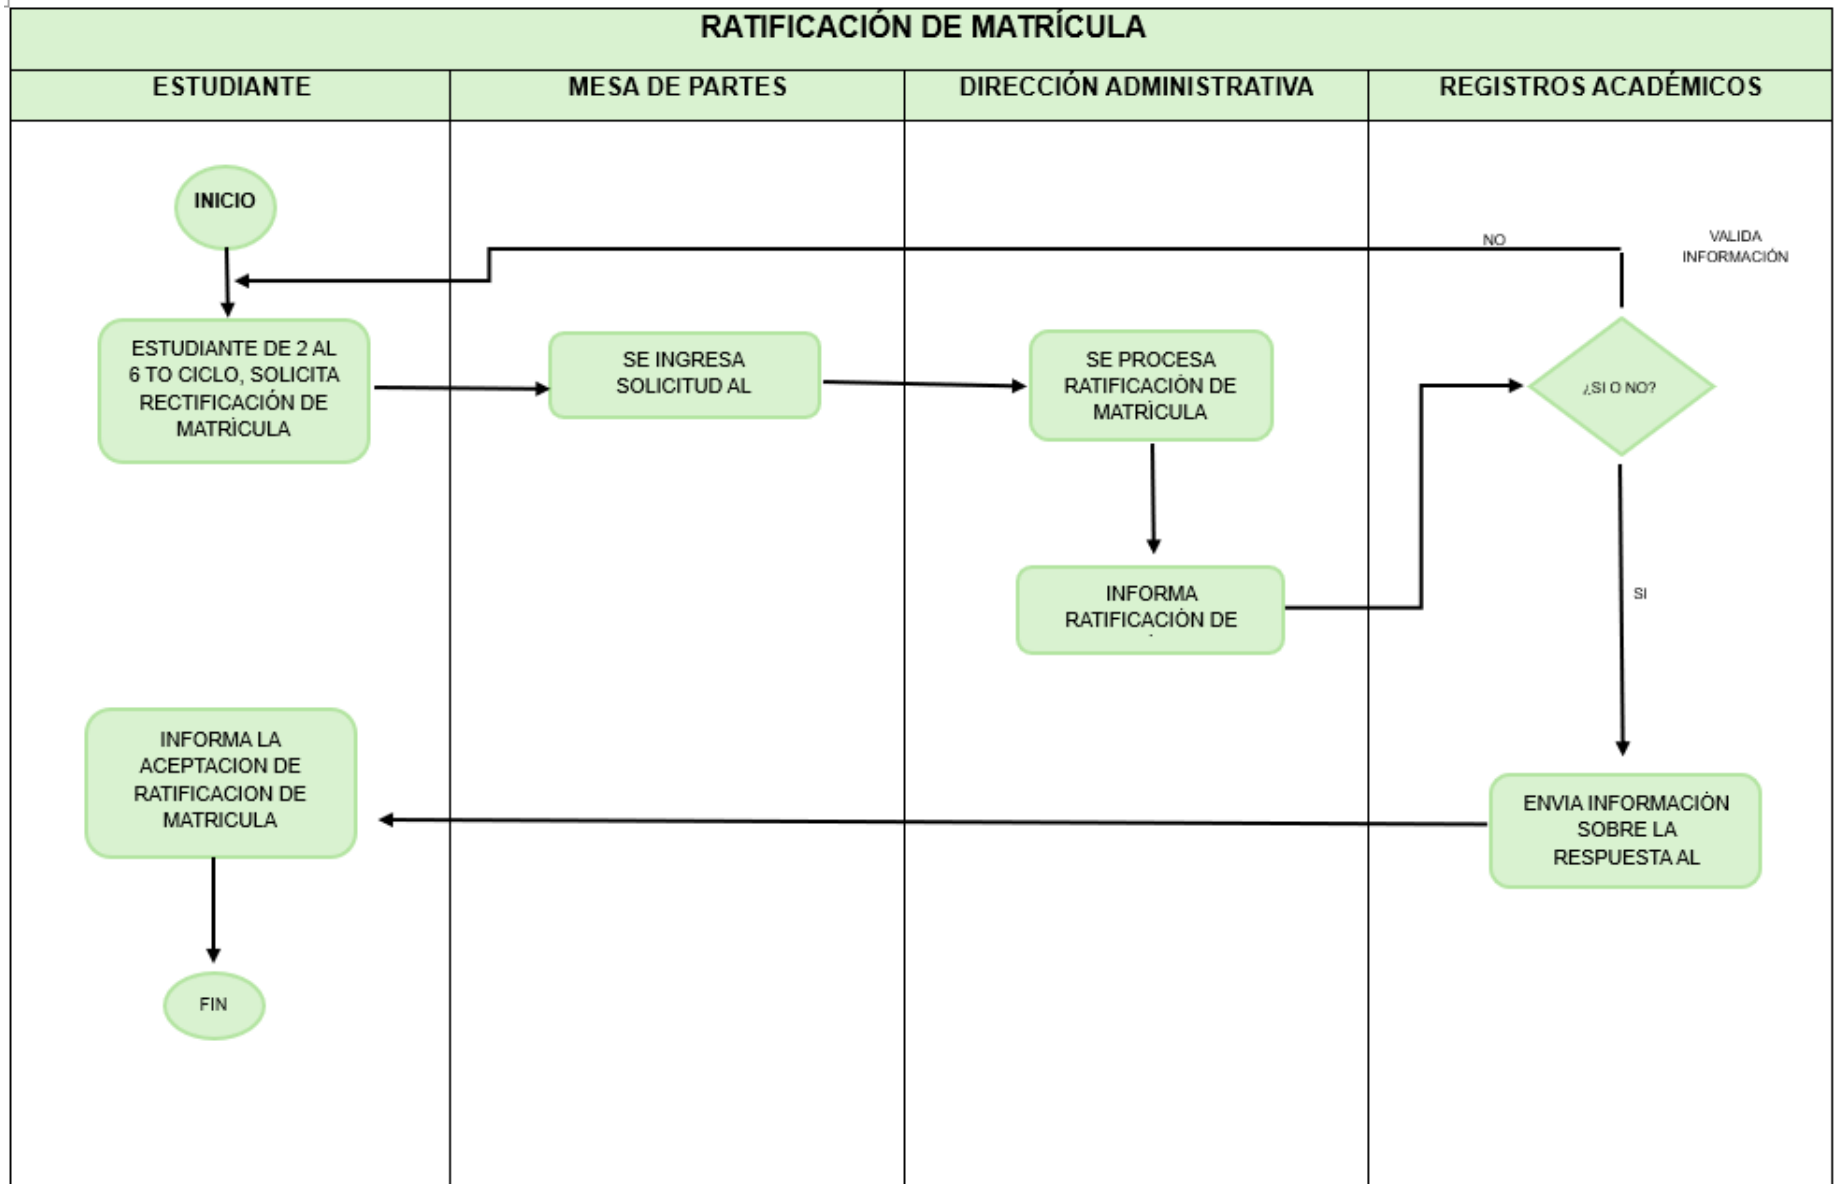 RATIFICACIÓN DE MATRÍCULA
ESTUDIANTE
MESA DE PARTES
DIRECCIÓN ADMINISTRATIVA
REGISTROS ACADÉMICOS
INICIO
NO
VALIDA
INFORMACIÓN
ESTUDIANTE DE 2 AL
6 TO CICLO, SOLICITA
RECTIFICACIÓN DE
MATRÍCULA
SE INGRESA
SOLICITUD AL
SE PROCESA
RATIFICACIÓN DE
MATRÍCULA
¿SI O NO?
INFORMA
RATIFICACIÓN DE
SI
INFORMA LA
ACEPTACION DE
RATIFICACION DE
MATRICULA
ENVIA INFORMACIÓN
SOBRE LA
RESPUESTA AL
FIN